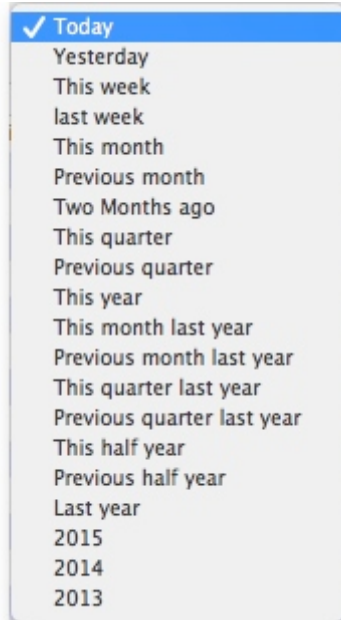 Today
Yesterday
This week
last week
This month
Previous month
Two Months ago
This quarter
Previous quarter
This year
This month last year
Previous month last year
This quarter last year
Previous quarter last year
This half year
Previous half year
Last year
2015
2014
2013